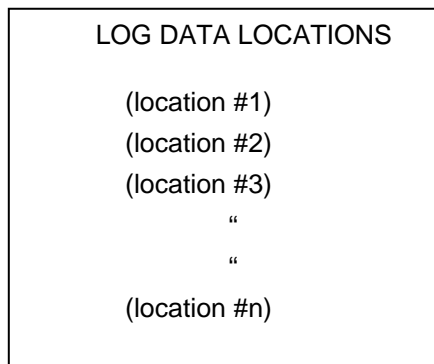 LOG DATA LOCATIONS
(location #1)
(location #2)
(location #3)
“
“
(location #n)